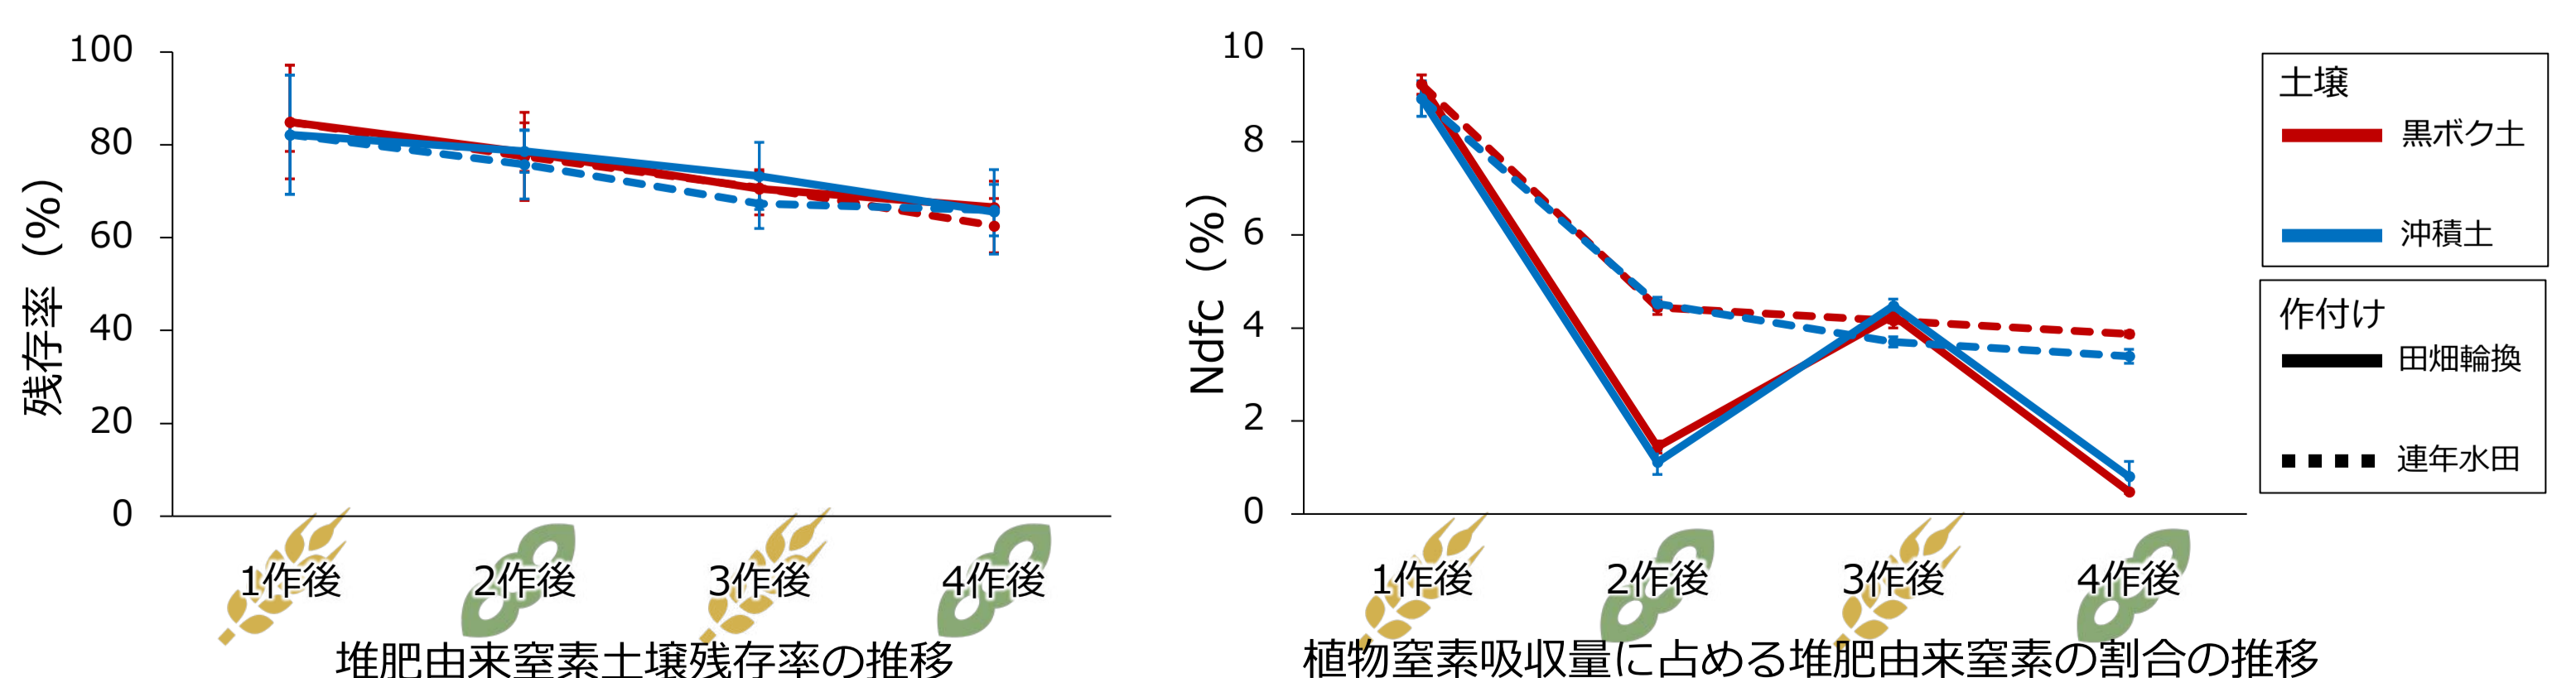 100
80
60
40
20
0
残存率（%）
1作後 2作後 3作後 4作後
堆肥由来窒素土壌残存率の推移
10
8
6
4
2
0
Ndfc（%）
1作後 2作後 3作後 4作後
植物窒素吸収量に占める堆肥由来窒素の割合の推移
土壌
黒ボク土
沖積土
作付け
田畑輪換
連年水田